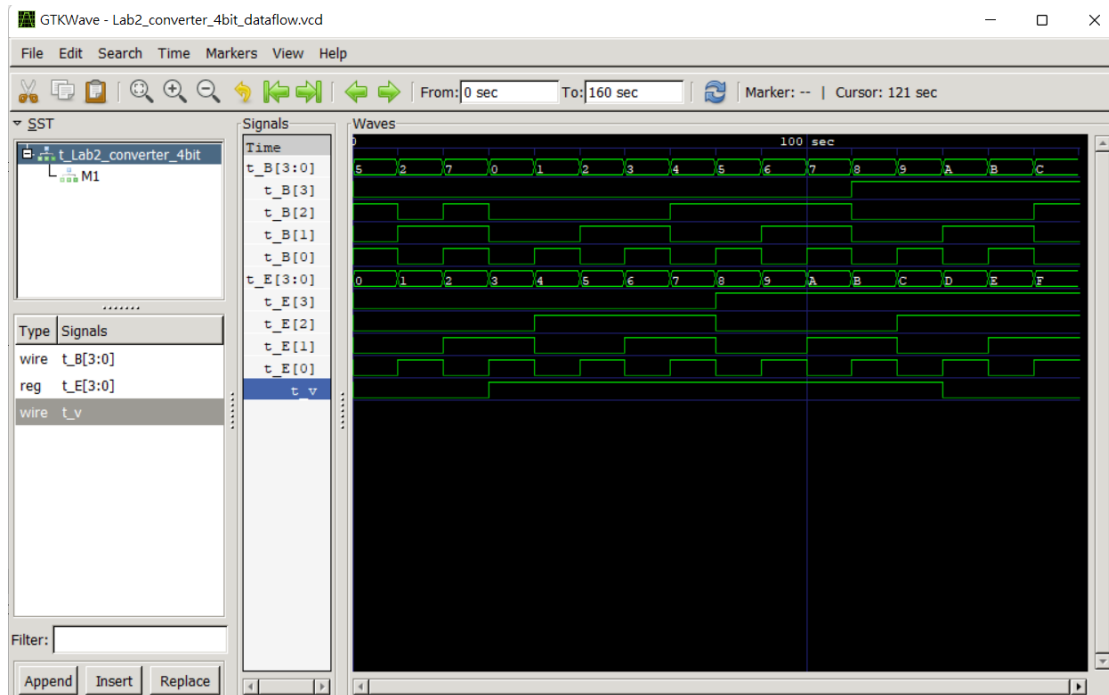 GTKWave - Lab2_converter_4bit_dataflow.vcd
File Edit Search Time Markers View Help
From: 0 sec To: 160 sec Marker: -- | Cursor: 121 sec
SST
t_Lab2_converter_4bit
M1
Type Signals
wire t_B[3:0]
reg t_E[3:0]
wire t_v
Filter:
Append Insert Replace
Signals
Time
t_B[3:0]
t_B[3]
t_B[2]
t_B[1]
t_B[0]
t_E[3:0]
t_E[3]
t_E[2]
t_E[1]
t_E[0]
t_v
Waves
100 sec
5 2 7 0 1 2 3 4 5 6 7 8 9 A B C
0 1 2 3 4 5 6 7 8 9 A B C D E F